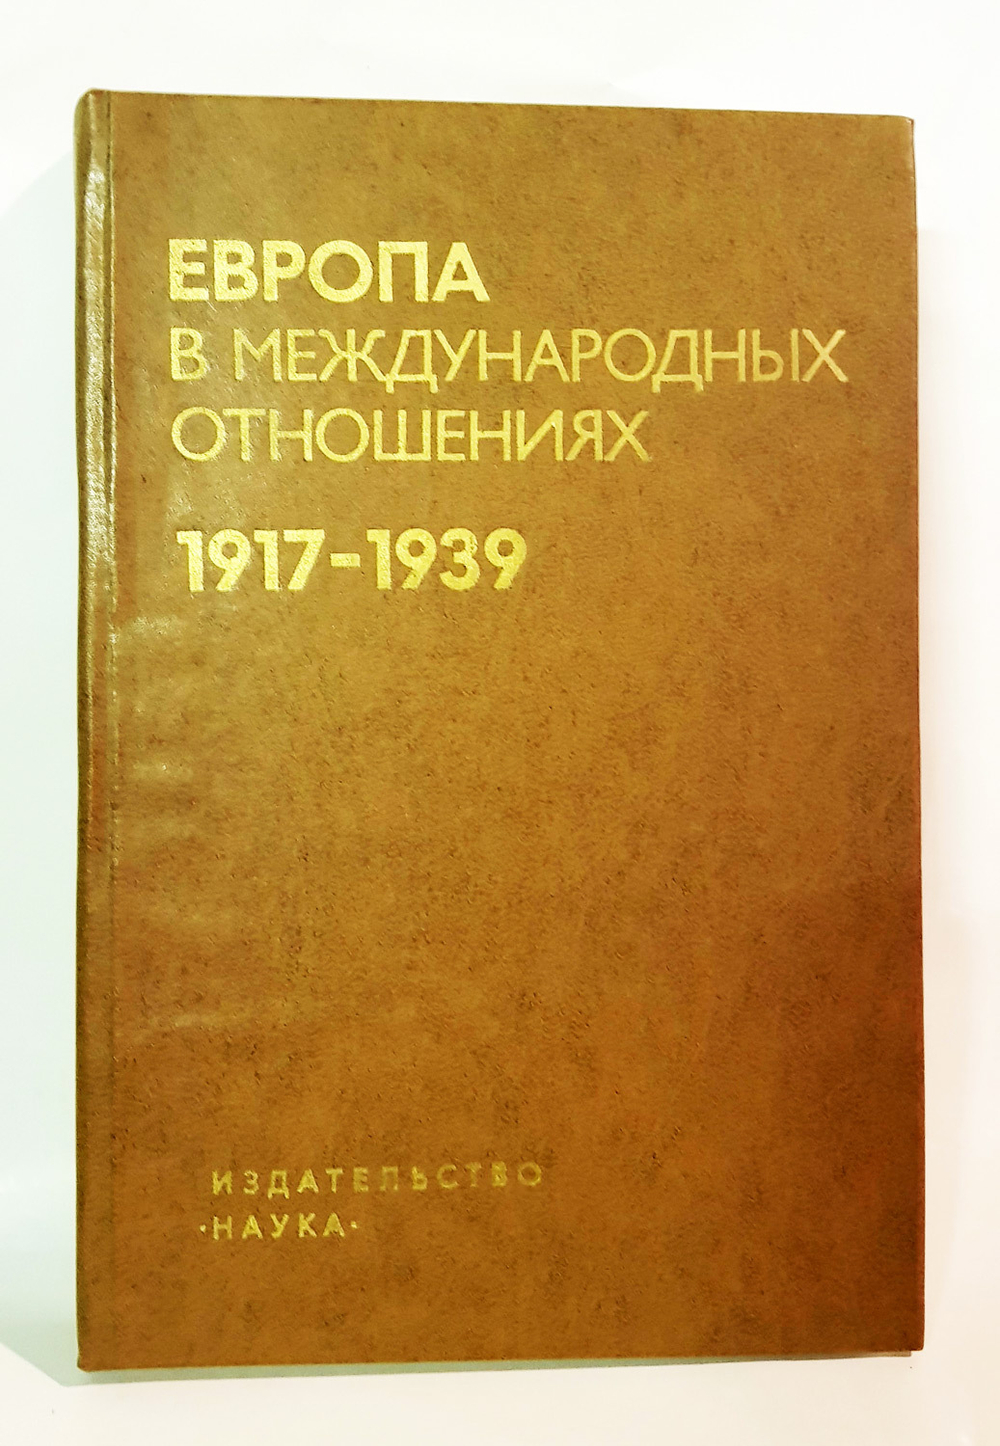 ЕВРОПА
В МЕЖДУНАРОДНЫХ
ОТНОШЕНИЯХ
1917-1939
ИЗДАТЕЛЬСТВО
·НАУКА·